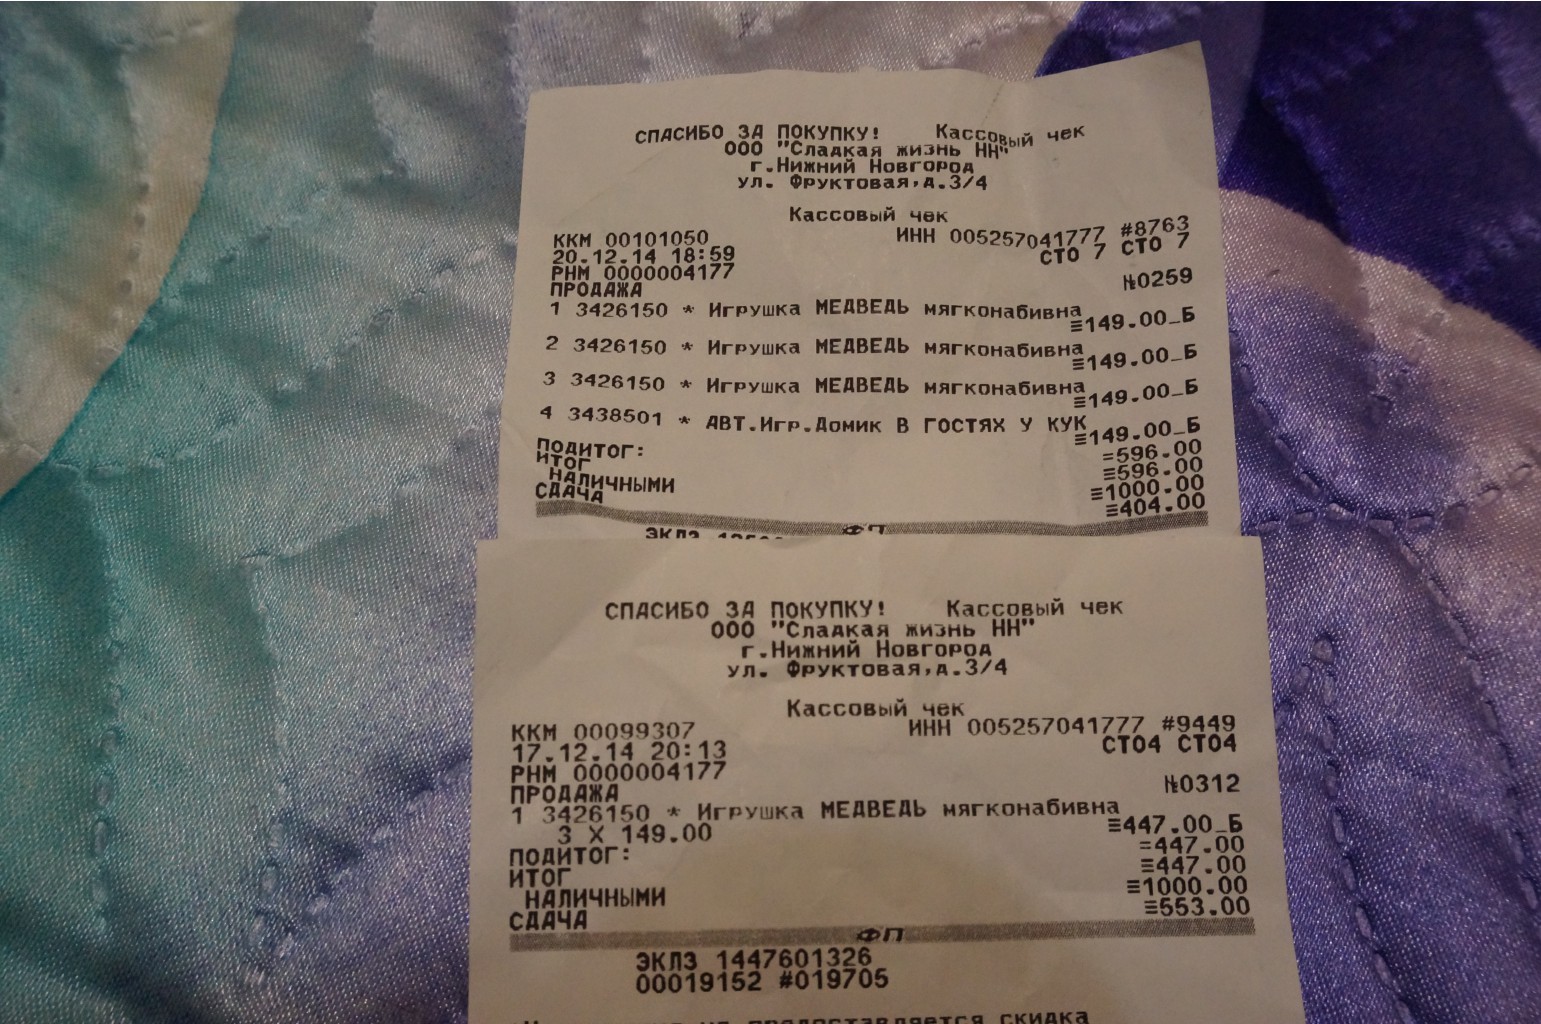 СПАСИБО ЗА ПОКУПКУ! Кассовый чек
ООО "Сладкая жизнь НН"
г.Нижний Новгород
ул. Фруктовая,д.3/4
Кассовый чек
ККМ 00101050 ИНН 005257041777 #8763
20.12.14 18:59 СТО 7 СТО 7
РНМ 0000004177
ПРОДАЖА №0259
1 3426150 * Игрушка МЕДВЕДЬ мягконабивна
≡149.00_Б
2 3426150 * Игрушка МЕДВЕДЬ мягконабивна
≡149.00_Б
3 3426150 * Игрушка МЕДВЕДЬ мягконабивна
≡149.00_Б
4 3438501 * АВТ.Игр.Домик В ГОСТЯХ У КУК
≡149.00_Б
ПОДИТОГ: =596.00
ИТОГ ≡596.00
НАЛИЧНЫМИ ≡1000.00
СДАЧА ≡404.00
ФП
ЭКЛЗ
СПАСИБО ЗА ПОКУПКУ! Кассовый чек
ООО "Сладкая жизнь НН"
г.Нижний Новгород
ул. Фруктовая,д.3/4
Кассовый чек
ККМ 00099307 ИНН 005257041777 #9449
17.12.14 20:13 СТ04 СТ04
РНМ 0000004177
ПРОДАЖА №0312
1 3426150 * Игрушка МЕДВЕДЬ мягконабивна
3 X 149.00 ≡447.00_Б
ПОДИТОГ: =447.00
ИТОГ ≡447.00
НАЛИЧНЫМИ ≡1000.00
СДАЧА ≡553.00
ФП
ЭКЛЗ 1447601326
00019152 #019705
предоставляется скидка